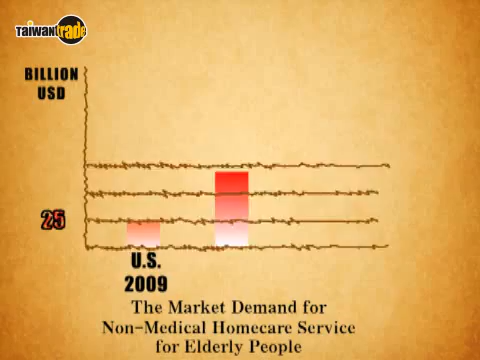 TAIWANtrade
BILLION
USD
25
U.S.
2009
The Market Demand for
Non-Medical Homecare Service
for Elderly People